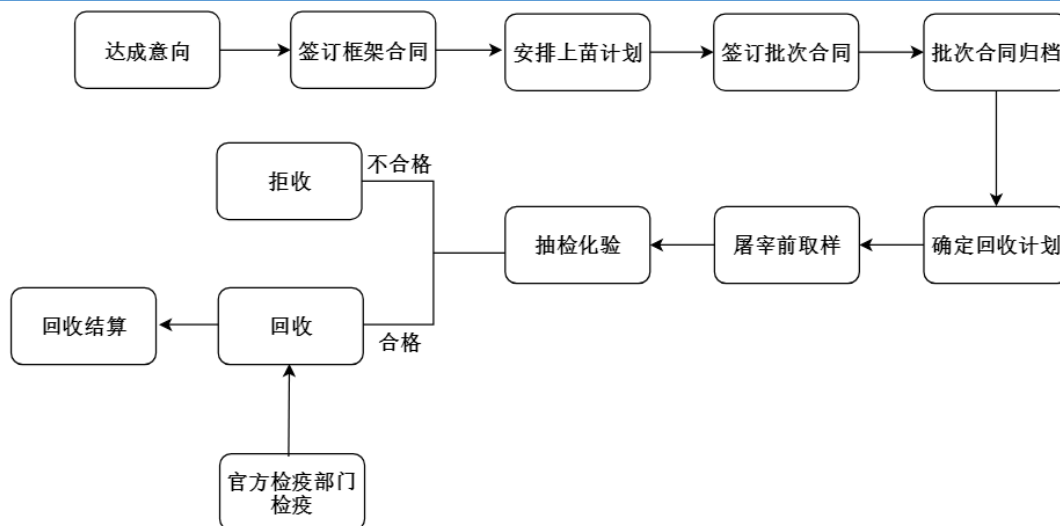 达成意向
签订框架合同
安排上苗计划
签订批次合同
批次合同归档
不合格
拒收
抽检化验
屠宰前取样
确定回收计划
回收结算
回收
合格
官方检疫部门
检疫